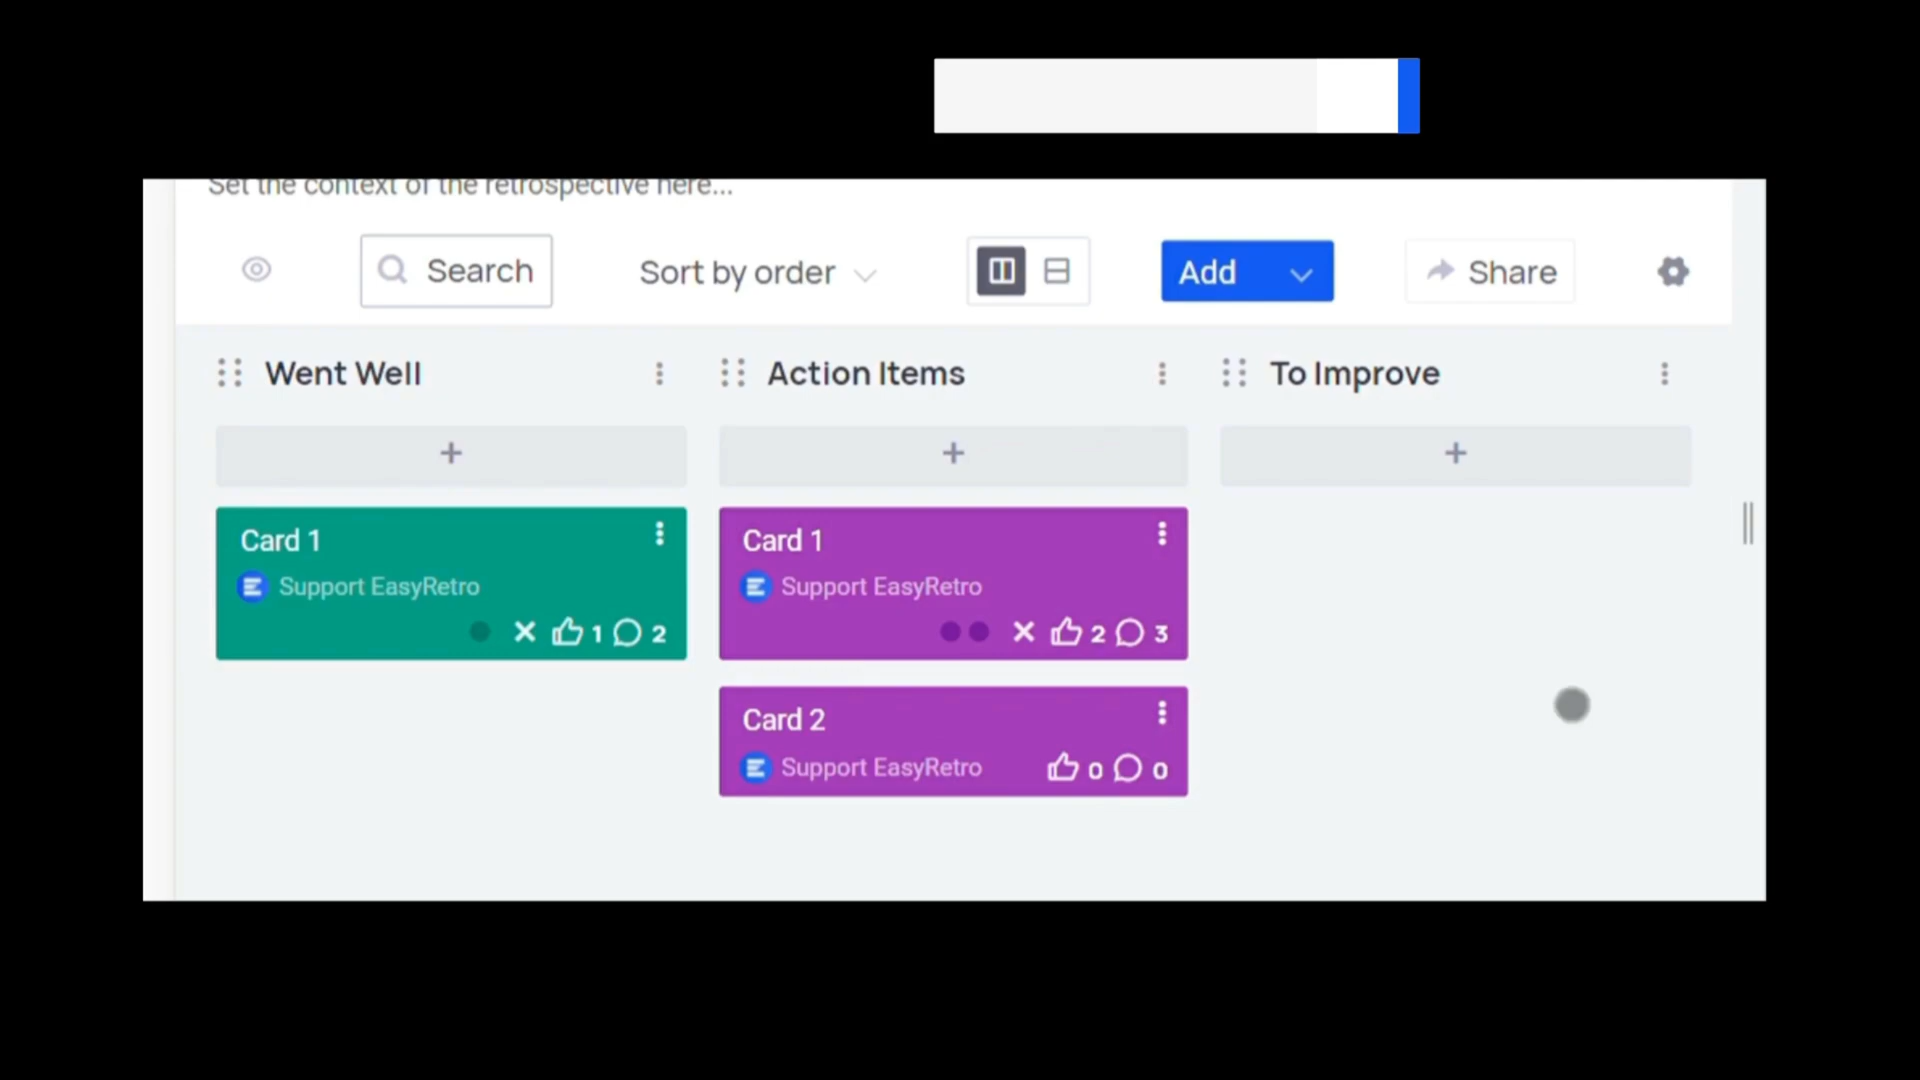 Set the context of the retrospective here...
Search
Sort by order
Add
Share
Went Well
Action Items
To Improve
+
+
+
Card 1
Support EasyRetro
1
2
Card 1
Support EasyRetro
2
3
Card 2
Support EasyRetro
0
0